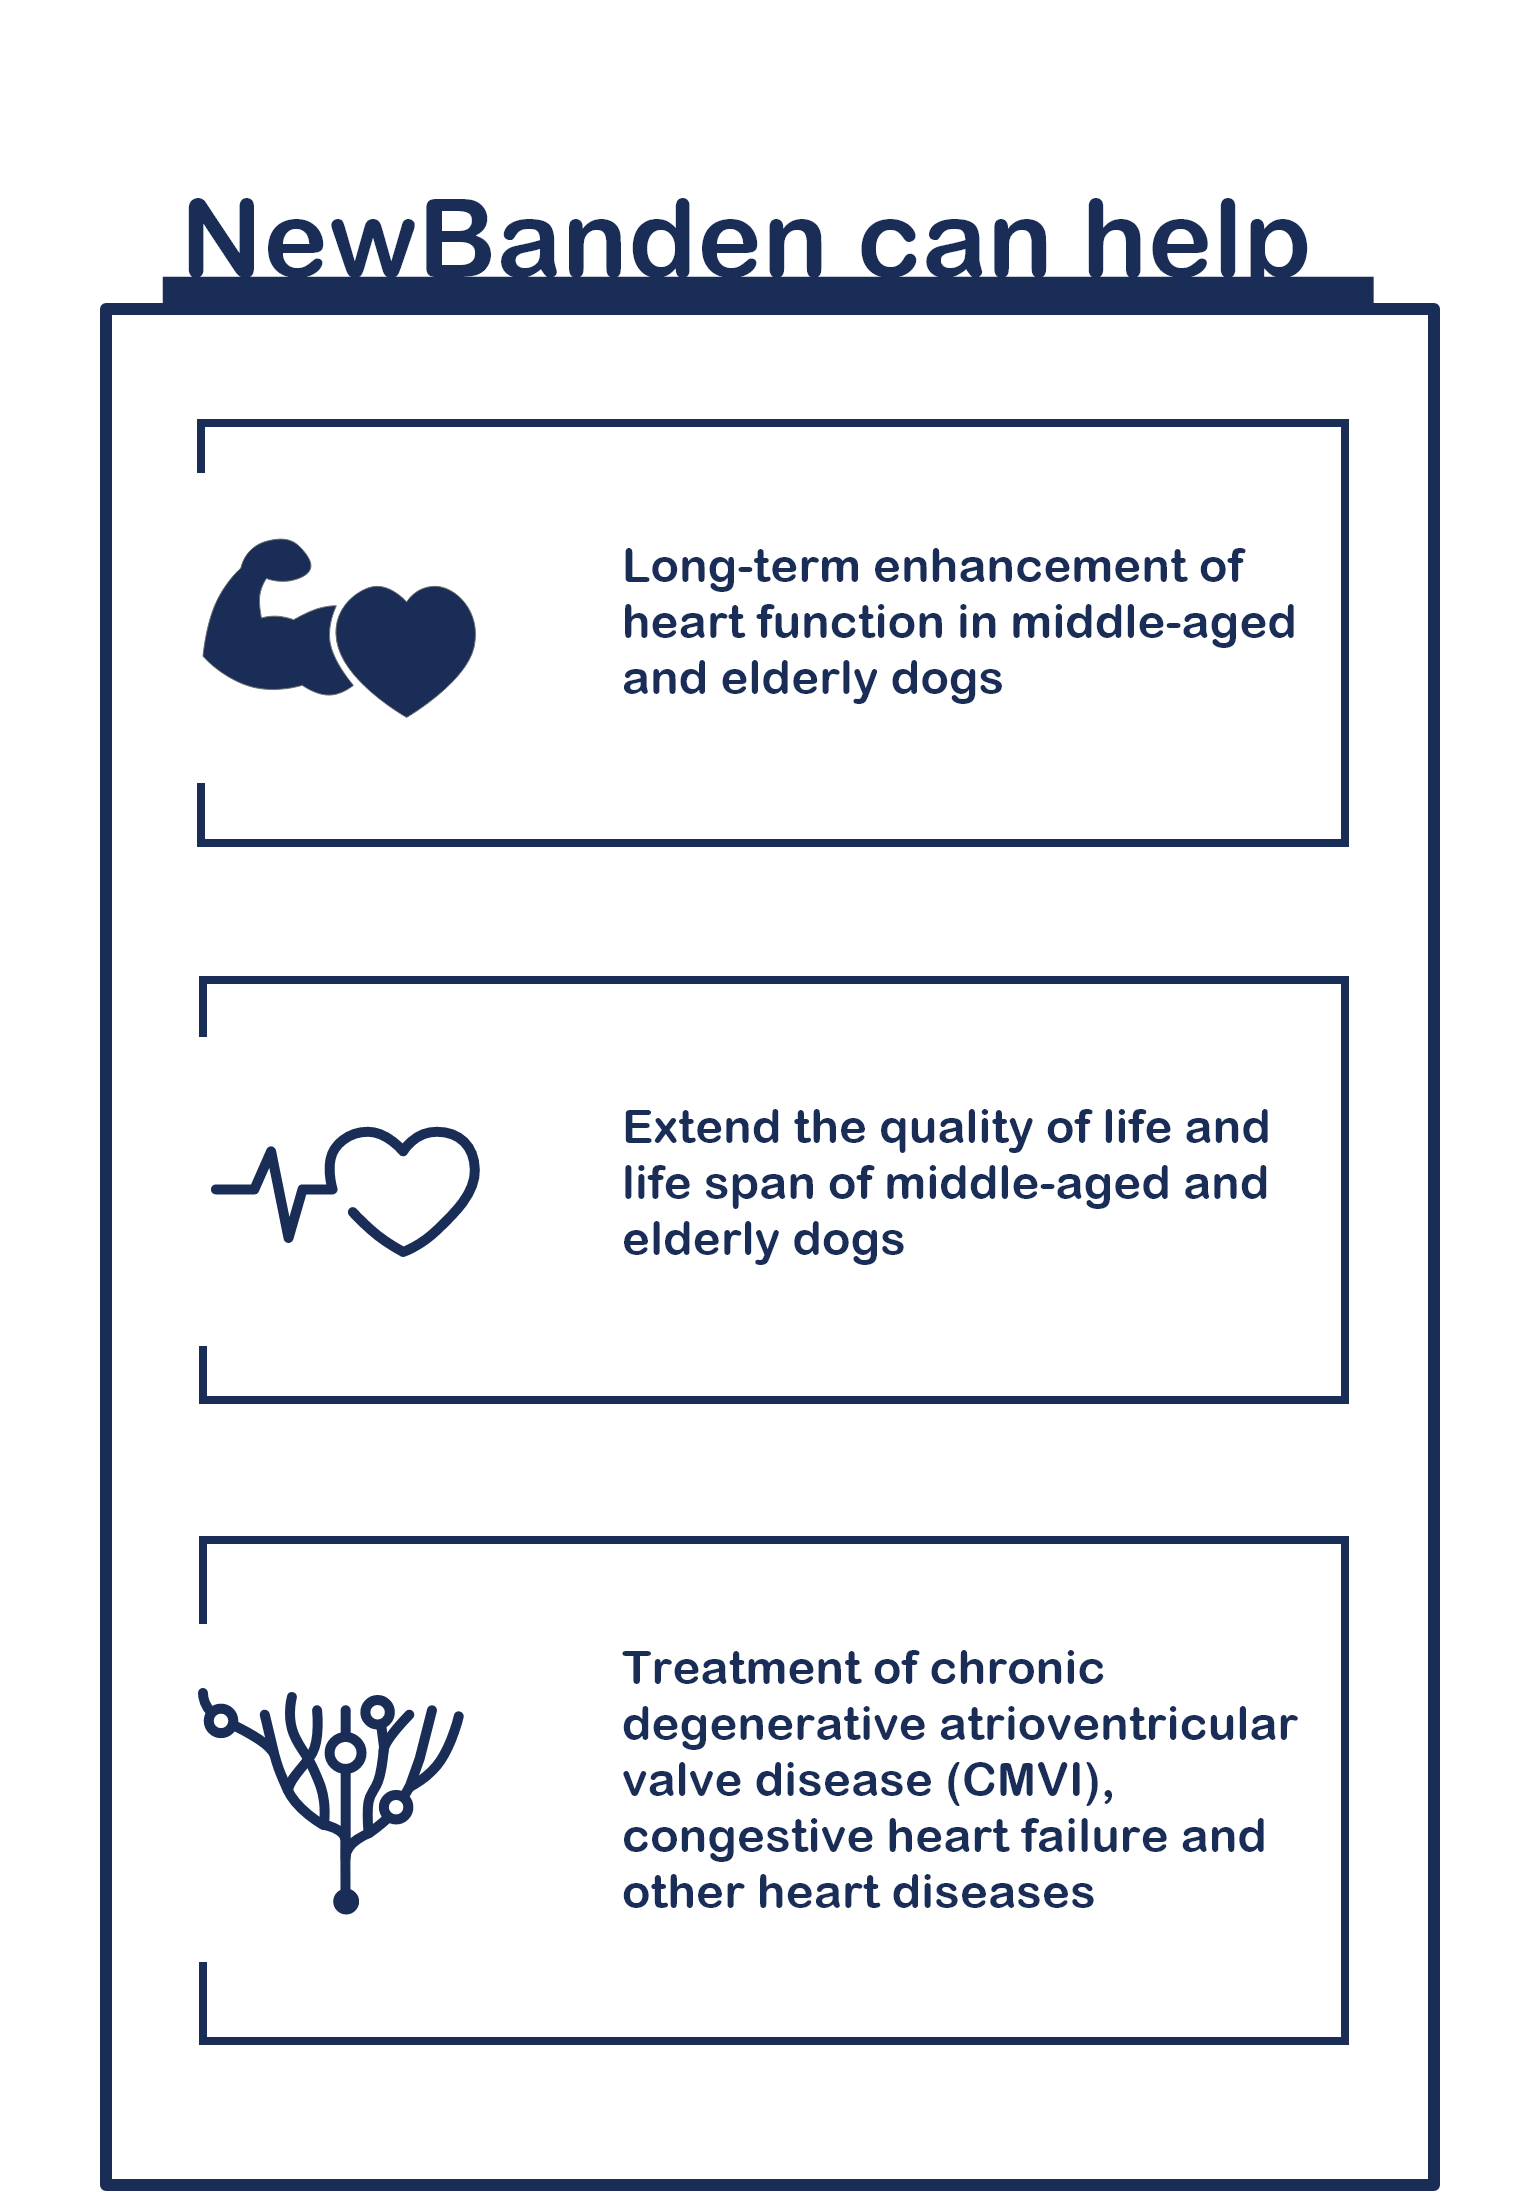 NewBanden can help
Long-term enhancement of
heart function in middle-aged
and elderly dogs
Extend the quality of life and
life span of middle-aged and
elderly dogs
Treatment of chronic
degenerative atrioventricular
valve disease (CMVI),
congestive heart failure and
other heart diseases